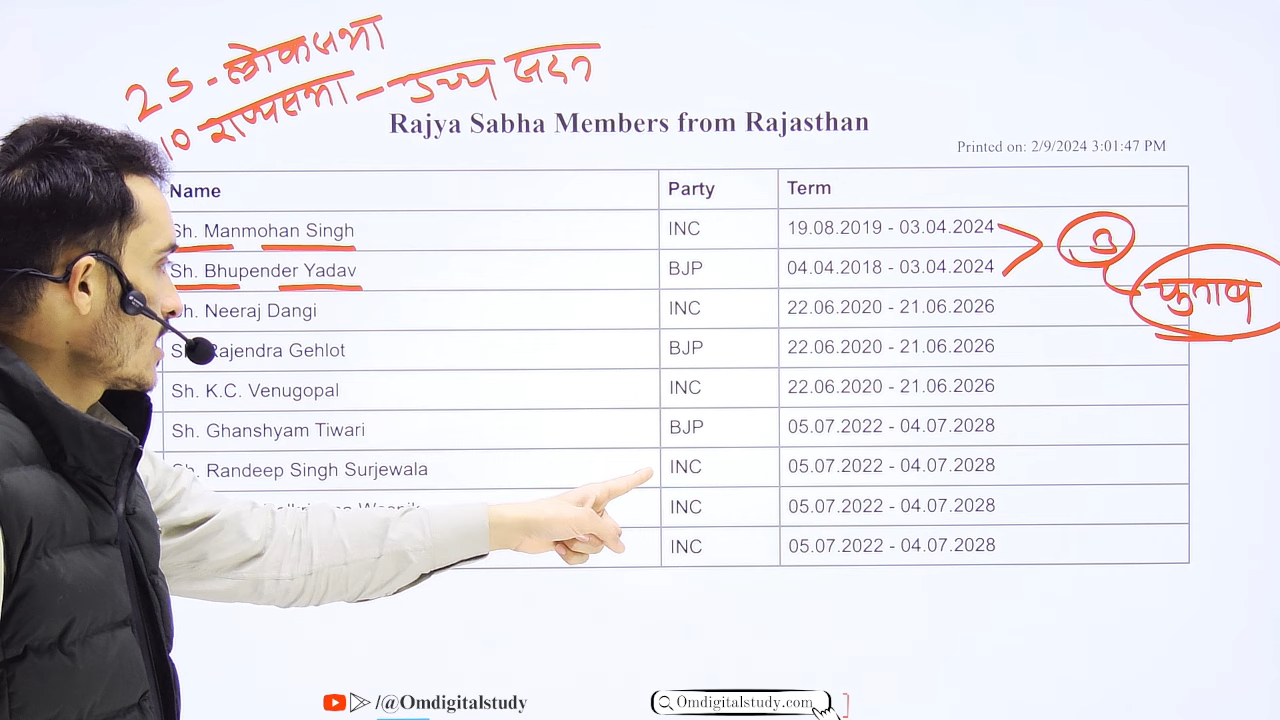 25 - लोकसभा
10 राज्यसभा - उच्च सदन
Rajya Sabha Members from Rajasthan
Printed on: 2/9/2024 3:01:47 PM
Name Party Term
Sh. Manmohan Singh INC 19.08.2019 - 03.04.2024
Sh. Bhupender Yadav BJP 04.04.2018 - 03.04.2024
Sh. Neeraj Dangi INC 22.06.2020 - 21.06.2026
Rajendra Gehlot BJP 22.06.2020 - 21.06.2026
Sh. K.C. Venugopal INC 22.06.2020 - 21.06.2026
Sh. Ghanshyam Tiwari BJP 05.07.2022 - 04.07.2028
Sh. Randeep Singh Surjewala INC 05.07.2022 - 04.07.2028
INC 05.07.2022 - 04.07.2028
INC 05.07.2022 - 04.07.2028
/@Omdigitalstudy
Omdigitalstudy.com